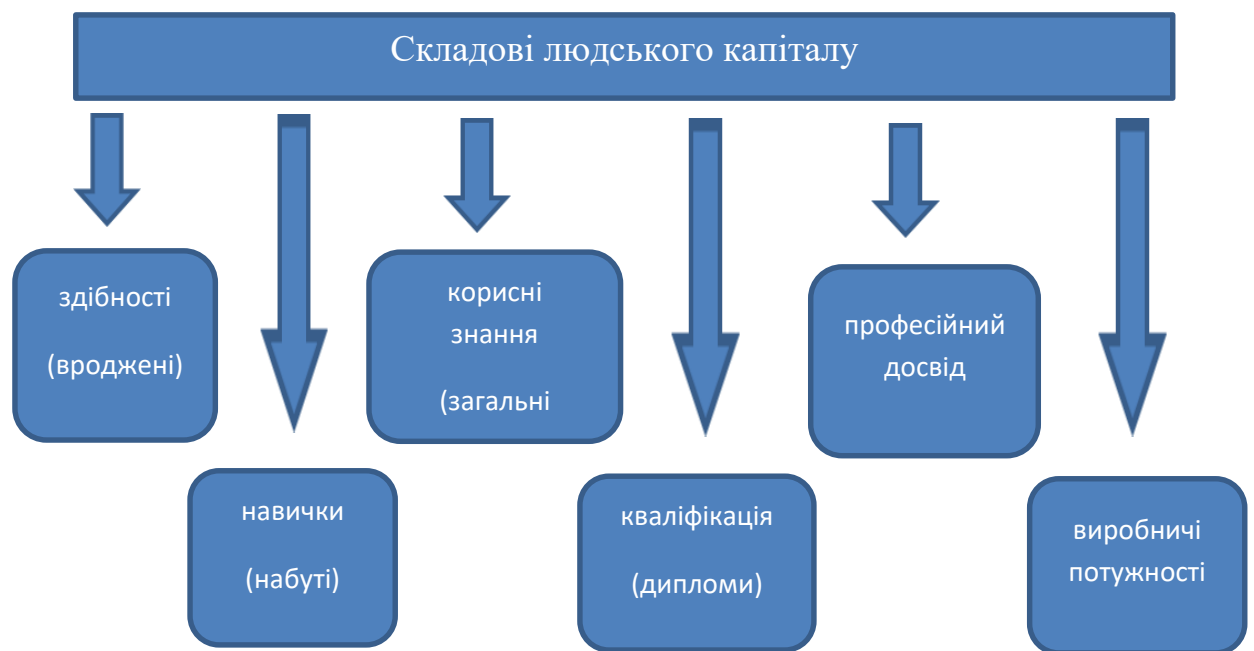 Складові людського капіталу
здібності
(вроджені)
корисні
знання
(загальні
професійний
досвід
навички
(набуті)
кваліфікація
(дипломи)
виробничі
потужності